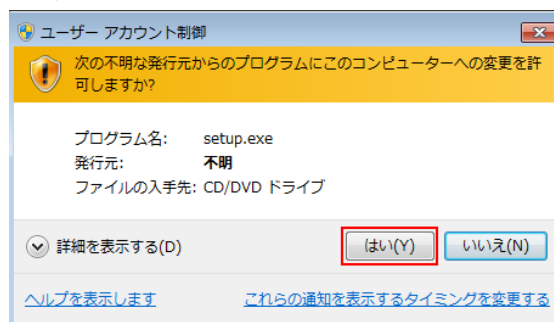 ユーザー アカウント制御
次の不明な発行元からのプログラムにこのコンピューターへの変更を許
可しますか?
プログラム名: setup.exe
発行元: 不明
ファイルの入手先: CD/DVD ドライブ
詳細を表示する(D) はい(Y) いいえ(N)
ヘルプを表示します これらの通知を表示するタイミングを変更する